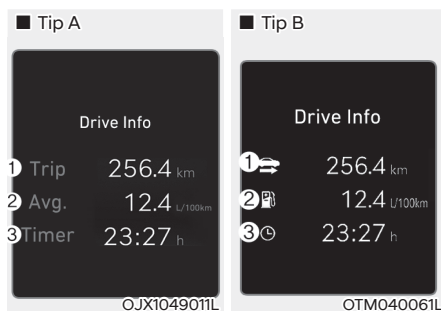 ■ Tip A
Drive Info
1 Trip 256.4 km
2 Avg. 12.4 L/100km
3 Timer 23:27 h
OJX1049011L
■ Tip B
Drive Info
1 256.4 km
2 12.4 L/100km
3 23:27 h
OTM040061L